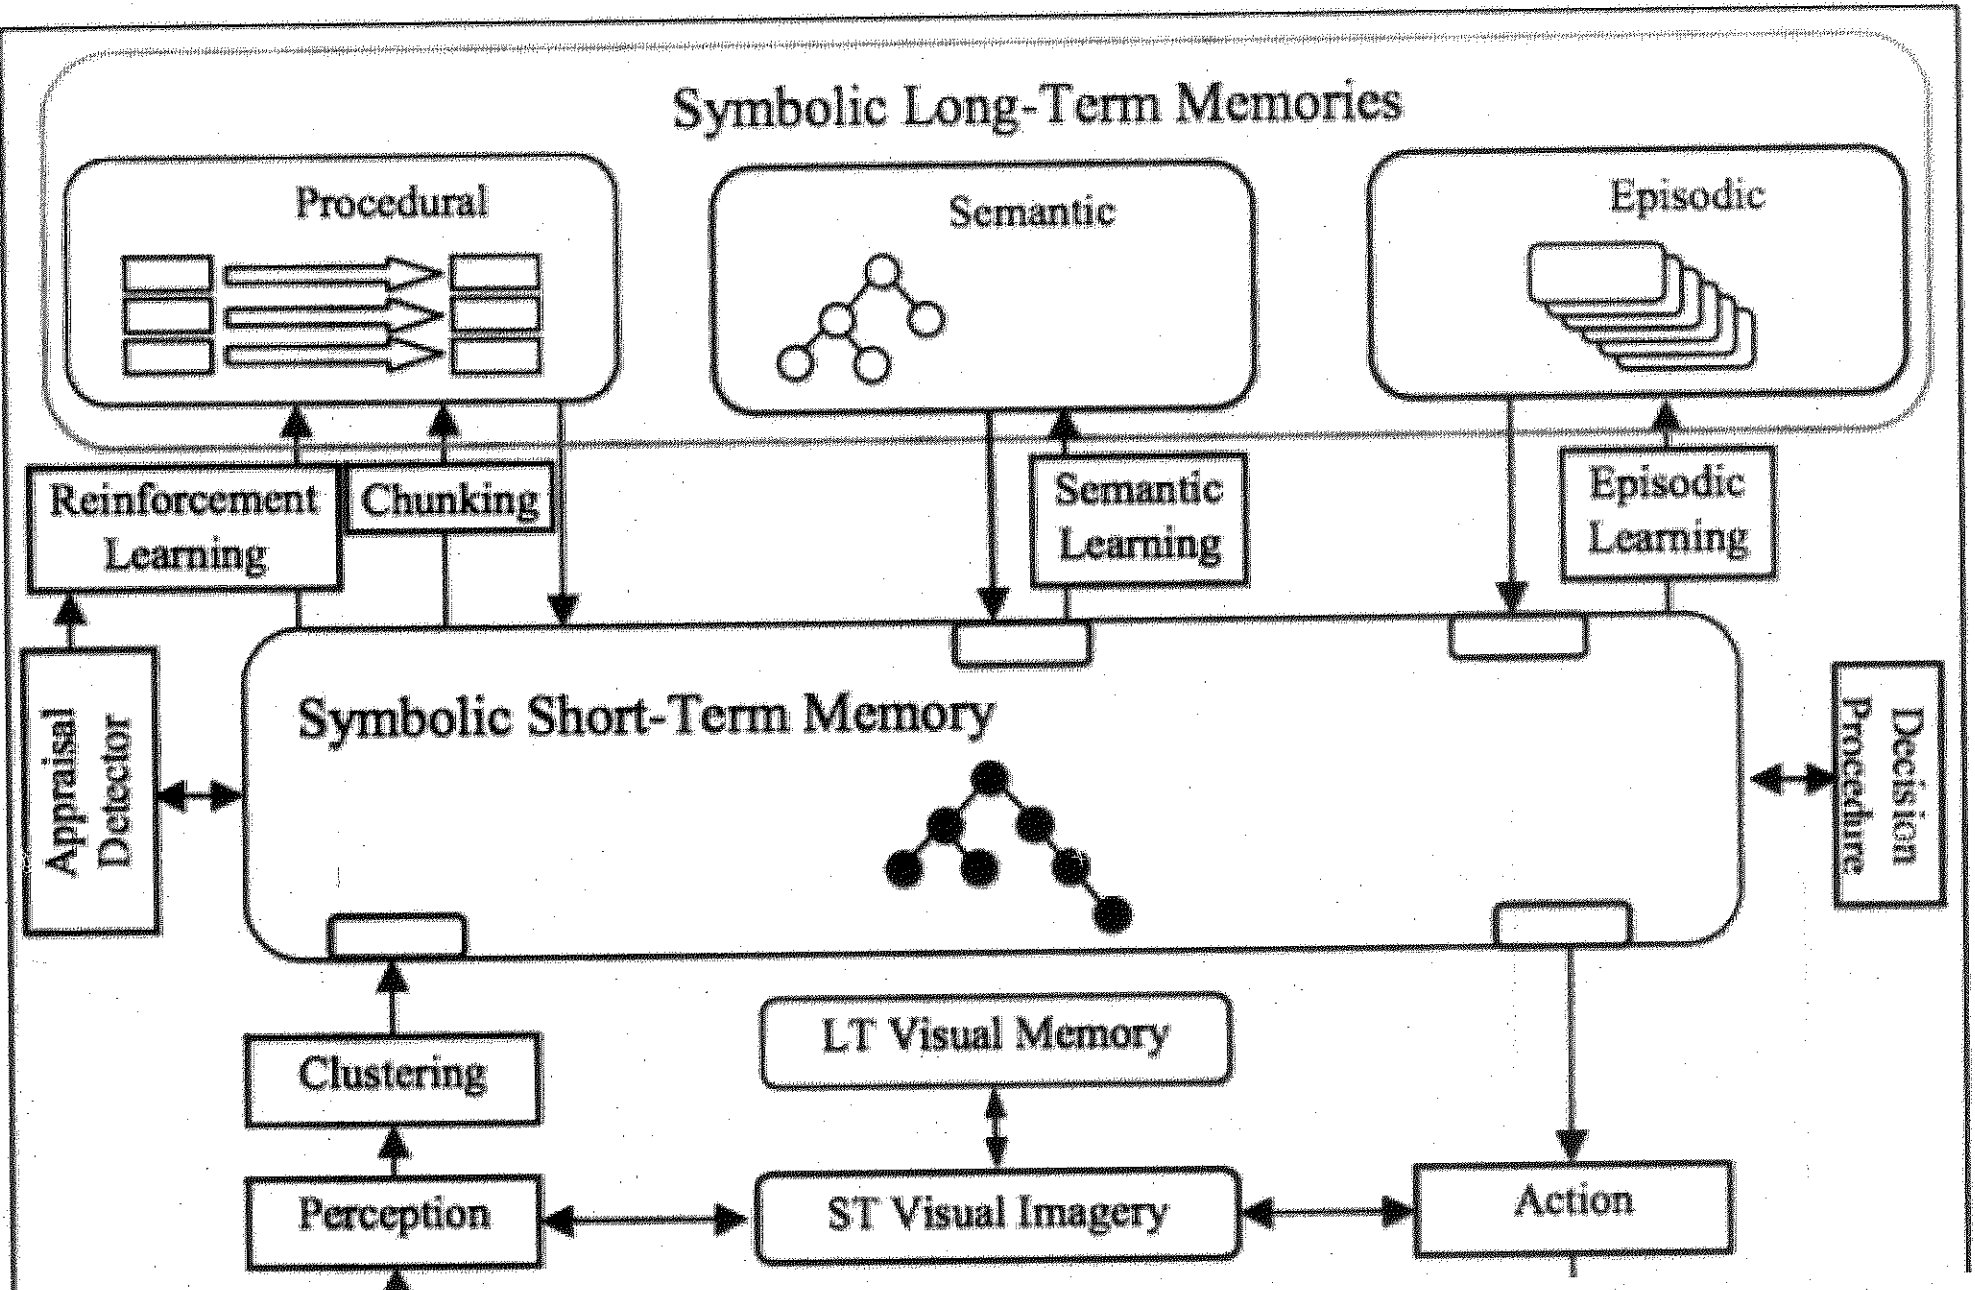 Symbolic Long-Term Memories
Procedural
Semantic
Episodic
Reinforcement
Learning
Chunking
Semantic
Learning
Episodic
Learning
Appraisal
Detector
Symbolic Short-Term Memory
Decision
Procedure
Clustering
LT Visual Memory
Perception
ST Visual Imagery
Action